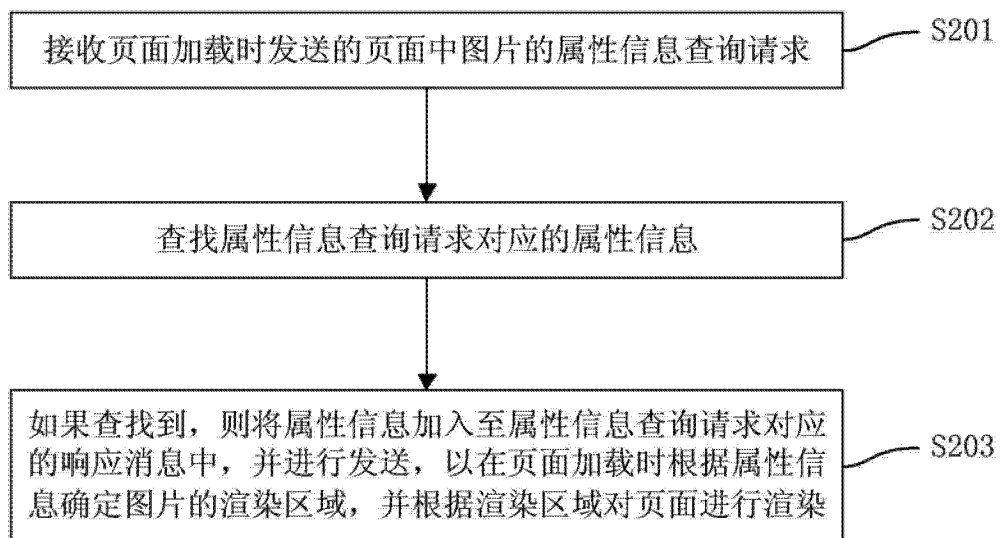 接收页面加载时发送的页面中图片的属性信息查询请求
S201
查找属性信息查询请求对应的属性信息
S202
如果查找到，则将属性信息加入至属性信息查询请求对应
的响应消息中，并进行发送，以在页面加载时根据属性信
息确定图片的渲染区域，并根据渲染区域对页面进行渲染
S203